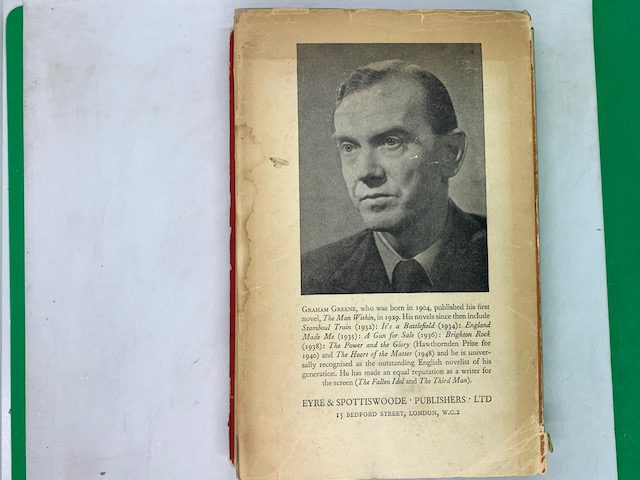 GRAHAM GREENE, who was born in 1904, published his first
novel, The Man Within, in 1929. His novels since then include
Stamboul Train (1932): It's a Battlefield (1934): England
Made Me (1935): A Gun for Sale (1936): Brighton Rock
(1938): The Power and the Glory (Hawthornden Prize for
1940) and The Heart of the Matter (1948) and he is univer-
sally recognised as the outstanding English novelist of his
generation. He has made an equal reputation as a writer for
the screen (The Fallen Idol and The Third Man).
EYRE & SPOTTISWOODE · PUBLISHERS · LTD
15 BEDFORD STREET, LONDON, W.C.2